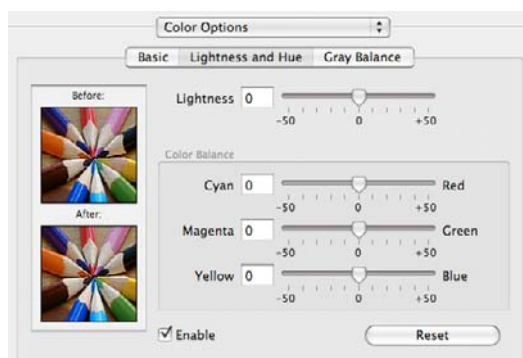 Color Options
Basic Lightness and Hue Gray Balance
Before:
After:
Lightness 0
-50 0 +50
Color Balance
Cyan 0 Red
-50 0 +50
Magenta 0 Green
-50 0 +50
Yellow 0 Blue
-50 0 +50
Enable
Reset